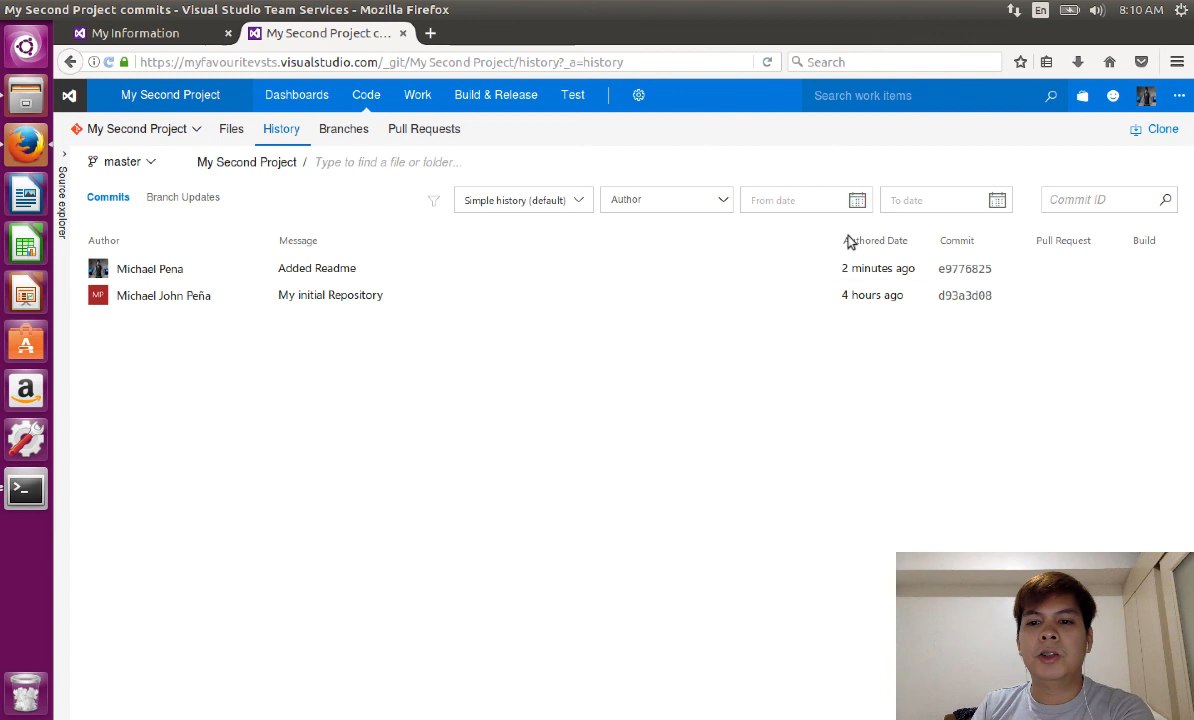 My Second Project commits - Visual Studio Team Services - Mozilla Firefox
En
8:10 AM
My Information
My Second Project c...
https://myfavouritevsts.visualstudio.com/_git/My Second Project/history?_a=history
Search
My Second Project
Dashboards
Code
Work
Build & Release
Test
Search work items
My Second Project
Files
History
Branches
Pull Requests
Clone
Source explorer
master
My Second Project /
Type to find a file or folder...
Commits
Branch Updates
Simple history (default)
Author
From date
To date
Commit ID
Author
Message
Authored Date
Commit
Pull Request
Build
Michael Pena
Added Readme
2 minutes ago
e9776825
MP
Michael John Peña
My initial Repository
4 hours ago
d93a3d08